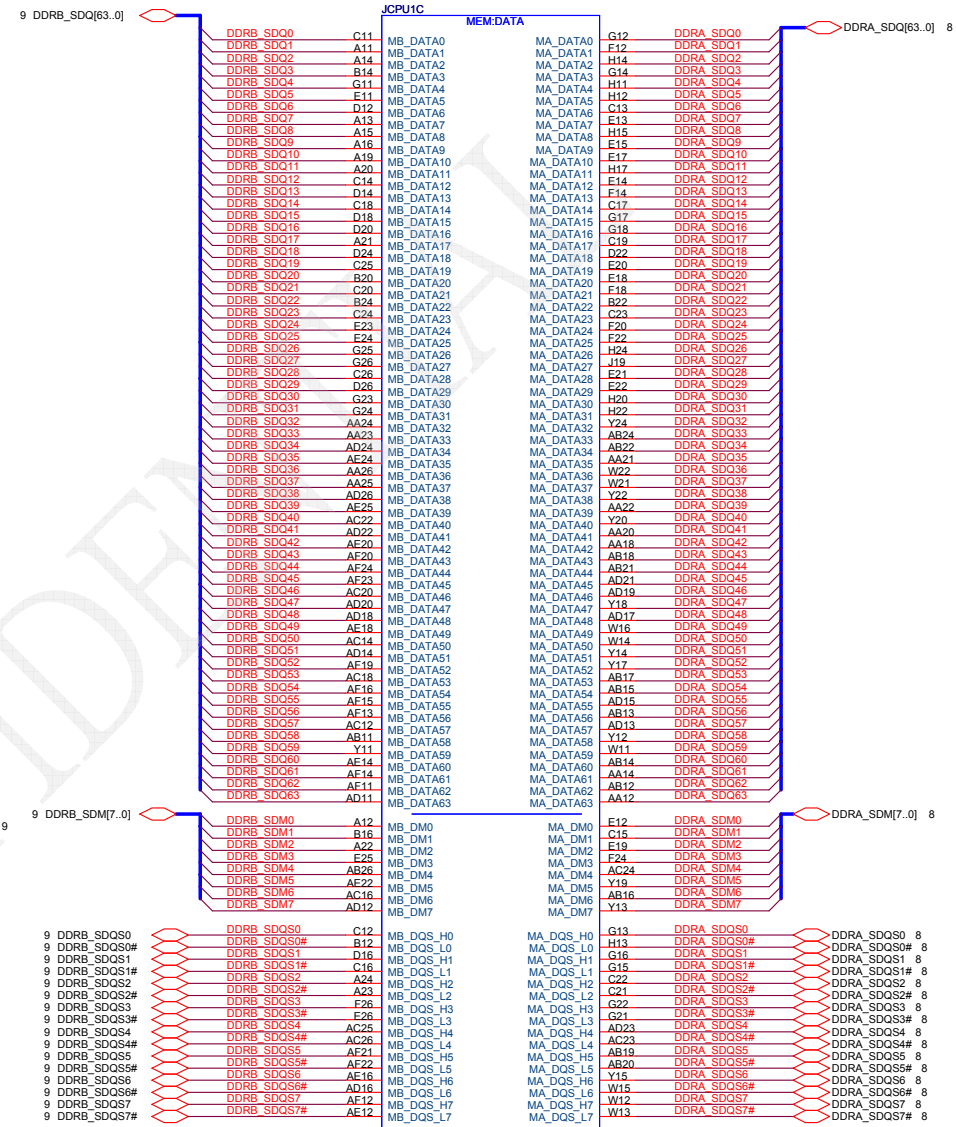 JCPU1C
MEM:DATA
9 DDRB_SDQ[63..0] DDRA_SDQ[63..0] 8
DDRB_SDQ0 C11 MB_DATA0 MA_DATA0 G12 DDRA_SDQ0
DDRB_SDQ1 A11 MB_DATA1 MA_DATA1 F12 DDRA_SDQ1
DDRB_SDQ2 A14 MB_DATA2 MA_DATA2 H14 DDRA_SDQ2
DDRB_SDQ3 B14 MB_DATA3 MA_DATA3 G14 DDRA_SDQ3
DDRB_SDQ4 G11 MB_DATA4 MA_DATA4 H11 DDRA_SDQ4
DDRB_SDQ5 E11 MB_DATA5 MA_DATA5 H12 DDRA_SDQ5
DDRB_SDQ6 D12 MB_DATA6 MA_DATA6 C13 DDRA_SDQ6
DDRB_SDQ7 A13 MB_DATA7 MA_DATA7 E13 DDRA_SDQ7
DDRB_SDQ8 A15 MB_DATA8 MA_DATA8 H15 DDRA_SDQ8
DDRB_SDQ9 A16 MB_DATA9 MA_DATA9 E15 DDRA_SDQ9
DDRB_SDQ10 A19 MB_DATA10 MA_DATA10 E17 DDRA_SDQ10
DDRB_SDQ11 A20 MB_DATA11 MA_DATA11 H17 DDRA_SDQ11
DDRB_SDQ12 C14 MB_DATA12 MA_DATA12 E14 DDRA_SDQ12
DDRB_SDQ13 D14 MB_DATA13 MA_DATA13 F14 DDRA_SDQ13
DDRB_SDQ14 C18 MB_DATA14 MA_DATA14 C17 DDRA_SDQ14
DDRB_SDQ15 D18 MB_DATA15 MA_DATA15 G17 DDRA_SDQ15
DDRB_SDQ16 D20 MB_DATA16 MA_DATA16 G18 DDRA_SDQ16
DDRB_SDQ17 A21 MB_DATA17 MA_DATA17 C19 DDRA_SDQ17
DDRB_SDQ18 D24 MB_DATA18 MA_DATA18 D22 DDRA_SDQ18
DDRB_SDQ19 C25 MB_DATA19 MA_DATA19 E20 DDRA_SDQ19
DDRB_SDQ20 B20 MB_DATA20 MA_DATA20 E18 DDRA_SDQ20
DDRB_SDQ21 C20 MB_DATA21 MA_DATA21 F18 DDRA_SDQ21
DDRB_SDQ22 B24 MB_DATA22 MA_DATA22 B22 DDRA_SDQ22
DDRB_SDQ23 C24 MB_DATA23 MA_DATA23 C23 DDRA_SDQ23
DDRB_SDQ24 E23 MB_DATA24 MA_DATA24 F20 DDRA_SDQ24
DDRB_SDQ25 E24 MB_DATA25 MA_DATA25 F22 DDRA_SDQ25
DDRB_SDQ26 G25 MB_DATA26 MA_DATA26 H24 DDRA_SDQ26
DDRB_SDQ27 G26 MB_DATA27 MA_DATA27 J19 DDRA_SDQ27
DDRB_SDQ28 C26 MB_DATA28 MA_DATA28 E21 DDRA_SDQ28
DDRB_SDQ29 D26 MB_DATA29 MA_DATA29 E22 DDRA_SDQ29
DDRB_SDQ30 G23 MB_DATA30 MA_DATA30 H20 DDRA_SDQ30
DDRB_SDQ31 G24 MB_DATA31 MA_DATA31 H22 DDRA_SDQ31
DDRB_SDQ32 AA24 MB_DATA32 MA_DATA32 Y24 DDRA_SDQ32
DDRB_SDQ33 AA23 MB_DATA33 MA_DATA33 AB24 DDRA_SDQ33
DDRB_SDQ34 AD24 MB_DATA34 MA_DATA34 AB22 DDRA_SDQ34
DDRB_SDQ35 AE24 MB_DATA35 MA_DATA35 AA21 DDRA_SDQ35
DDRB_SDQ36 AA26 MB_DATA36 MA_DATA36 W22 DDRA_SDQ36
DDRB_SDQ37 AA25 MB_DATA37 MA_DATA37 W21 DDRA_SDQ37
DDRB_SDQ38 AD26 MB_DATA38 MA_DATA38 Y22 DDRA_SDQ38
DDRB_SDQ39 AE25 MB_DATA39 MA_DATA39 AA22 DDRA_SDQ39
DDRB_SDQ40 AC22 MB_DATA40 MA_DATA40 Y20 DDRA_SDQ40
DDRB_SDQ41 AD22 MB_DATA41 MA_DATA41 AA20 DDRA_SDQ41
DDRB_SDQ42 AE20 MB_DATA42 MA_DATA42 AA18 DDRA_SDQ42
DDRB_SDQ43 AF20 MB_DATA43 MA_DATA43 AB18 DDRA_SDQ43
DDRB_SDQ44 AF24 MB_DATA44 MA_DATA44 AB21 DDRA_SDQ44
DDRB_SDQ45 AF23 MB_DATA45 MA_DATA45 AD21 DDRA_SDQ45
DDRB_SDQ46 AC20 MB_DATA46 MA_DATA46 AD19 DDRA_SDQ46
DDRB_SDQ47 AD20 MB_DATA47 MA_DATA47 Y18 DDRA_SDQ47
DDRB_SDQ48 AD18 MB_DATA48 MA_DATA48 AD17 DDRA_SDQ48
DDRB_SDQ49 AE18 MB_DATA49 MA_DATA49 W16 DDRA_SDQ49
DDRB_SDQ50 AC14 MB_DATA50 MA_DATA50 W14 DDRA_SDQ50
DDRB_SDQ51 AD14 MB_DATA51 MA_DATA51 Y14 DDRA_SDQ51
DDRB_SDQ52 AF19 MB_DATA52 MA_DATA52 Y17 DDRA_SDQ52
DDRB_SDQ53 AC18 MB_DATA53 MA_DATA53 AB17 DDRA_SDQ53
DDRB_SDQ54 AF16 MB_DATA54 MA_DATA54 AB15 DDRA_SDQ54
DDRB_SDQ55 AF15 MB_DATA55 MA_DATA55 AD15 DDRA_SDQ55
DDRB_SDQ56 AF13 MB_DATA56 MA_DATA56 AB13 DDRA_SDQ56
DDRB_SDQ57 AC12 MB_DATA57 MA_DATA57 AD13 DDRA_SDQ57
DDRB_SDQ58 AB11 MB_DATA58 MA_DATA58 Y12 DDRA_SDQ58
DDRB_SDQ59 Y11 MB_DATA59 MA_DATA59 W11 DDRA_SDQ59
DDRB_SDQ60 AE14 MB_DATA60 MA_DATA60 AB14 DDRA_SDQ60
DDRB_SDQ61 AF14 MB_DATA61 MA_DATA61 AA14 DDRA_SDQ61
DDRB_SDQ62 AF11 MB_DATA62 MA_DATA62 AB12 DDRA_SDQ62
DDRB_SDQ63 AD11 MB_DATA63 MA_DATA63 AA12 DDRA_SDQ63
9 DDRB_SDM[7..0] DDRA_SDM[7..0] 8
9
DDRB_SDM0 A12 MB_DM0 MA_DM0 E12 DDRA_SDM0
DDRB_SDM1 B16 MB_DM1 MA_DM1 C15 DDRA_SDM1
DDRB_SDM2 A22 MB_DM2 MA_DM2 E19 DDRA_SDM2
DDRB_SDM3 E25 MB_DM3 MA_DM3 F24 DDRA_SDM3
DDRB_SDM4 AB26 MB_DM4 MA_DM4 AC24 DDRA_SDM4
DDRB_SDM5 AE22 MB_DM5 MA_DM5 Y19 DDRA_SDM5
DDRB_SDM6 AC16 MB_DM6 MA_DM6 AB16 DDRA_SDM6
DDRB_SDM7 AD12 MB_DM7 MA_DM7 Y13 DDRA_SDM7
9 DDRB_SDQS0 DDRB_SDQS0 C12 MB_DQS_H0 MA_DQS_H0 G13 DDRA_SDQS0 DDRA_SDQS0 8
9 DDRB_SDQS0# DDRB_SDQS0# B12 MB_DQS_L0 MA_DQS_L0 H13 DDRA_SDQS0# DDRA_SDQS0# 8
9 DDRB_SDQS1 DDRB_SDQS1 D16 MB_DQS_H1 MA_DQS_H1 G16 DDRA_SDQS1 DDRA_SDQS1 8
9 DDRB_SDQS1# DDRB_SDQS1# C16 MB_DQS_L1 MA_DQS_L1 G15 DDRA_SDQS1# DDRA_SDQS1# 8
9 DDRB_SDQS2 DDRB_SDQS2 A24 MB_DQS_H2 MA_DQS_H2 C22 DDRA_SDQS2 DDRA_SDQS2 8
9 DDRB_SDQS2# DDRB_SDQS2# A23 MB_DQS_L2 MA_DQS_L2 C21 DDRA_SDQS2# DDRA_SDQS2# 8
9 DDRB_SDQS3 DDRB_SDQS3 F26 MB_DQS_H3 MA_DQS_H3 G22 DDRA_SDQS3 DDRA_SDQS3 8
9 DDRB_SDQS3# DDRB_SDQS3# E26 MB_DQS_L3 MA_DQS_L3 G21 DDRA_SDQS3# DDRA_SDQS3# 8
9 DDRB_SDQS4 DDRB_SDQS4 AC25 MB_DQS_H4 MA_DQS_H4 AD23 DDRA_SDQS4 DDRA_SDQS4 8
9 DDRB_SDQS4# DDRB_SDQS4# AC26 MB_DQS_L4 MA_DQS_L4 AC23 DDRA_SDQS4# DDRA_SDQS4# 8
9 DDRB_SDQS5 DDRB_SDQS5 AF21 MB_DQS_H5 MA_DQS_H5 AB19 DDRA_SDQS5 DDRA_SDQS5 8
9 DDRB_SDQS5# DDRB_SDQS5# AF22 MB_DQS_L5 MA_DQS_L5 AB20 DDRA_SDQS5# DDRA_SDQS5# 8
9 DDRB_SDQS6 DDRB_SDQS6 AE16 MB_DQS_H6 MA_DQS_H6 Y15 DDRA_SDQS6 DDRA_SDQS6 8
9 DDRB_SDQS6# DDRB_SDQS6# AD16 MB_DQS_L6 MA_DQS_L6 W15 DDRA_SDQS6# DDRA_SDQS6# 8
9 DDRB_SDQS7 DDRB_SDQS7 AF12 MB_DQS_H7 MA_DQS_H7 W12 DDRA_SDQS7 DDRA_SDQS7 8
9 DDRB_SDQS7# DDRB_SDQS7# AE12 MB_DQS_L7 MA_DQS_L7 W13 DDRA_SDQS7# DDRA_SDQS7# 8